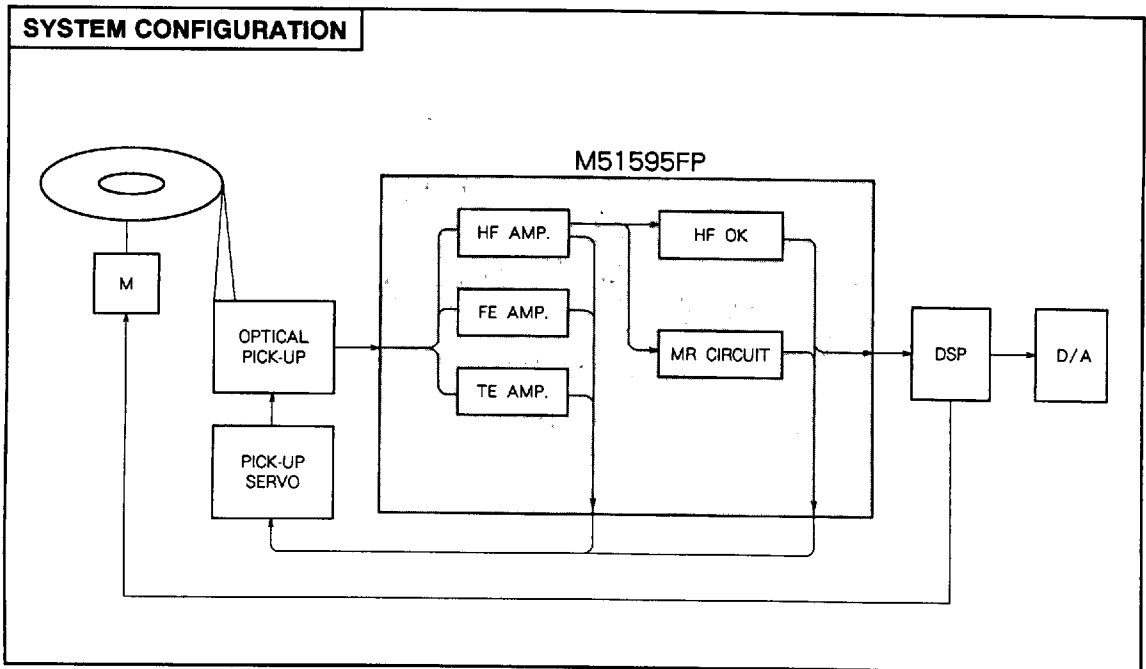 SYSTEM CONFIGURATION
M51595FP
HF AMP.
HF OK
M
FE AMP.
OPTICAL
PICK-UP
MR CIRCUIT
DSP
D/A
TE AMP.
PICK-UP
SERVO